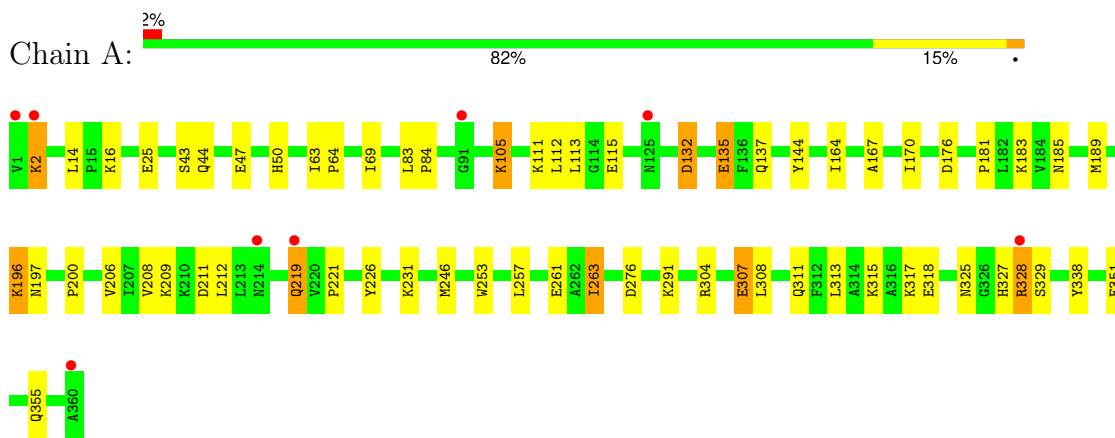 2%
Chain A:
82% 15% •
V1 K2 L14 P15 K16 E25 S43 Q44 E47 H50 I63 P64 I69 L83 P84 G91 K105 K111 L112 L113 G114 E115 N125 D132 E135 F136 Q137 Y144 I164 A167 I170 D176 P181 L182 K183 V184 N185 M189
K196 N197 P200 V206 I207 V208 K209 K210 D211 L212 L213 N214 Q219 V220 P221 Y226 K231 M246 W253 L257 E261 A262 I263 D276 K291 R304 E307 L308 Q311 F312 L313 A314 K315 A316 K317 E318 N325 G326 H327 R328 S329 Y338
Q355 A360